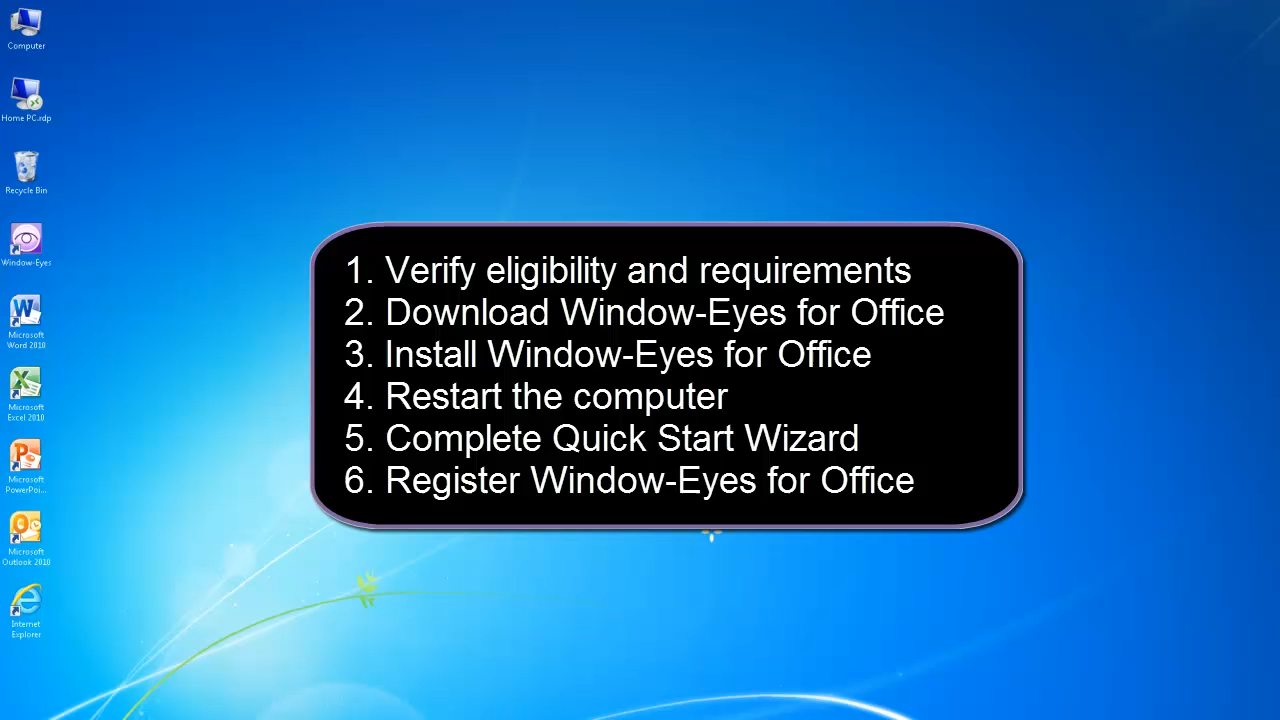 Computer
Home PC.rdp
Recycle Bin
Window-Eyes
Microsoft
Word 2010
Microsoft
Excel 2010
Microsoft
PowerPoi...
Microsoft
Outlook 2010
Internet
Explorer
1. Verify eligibility and requirements
2. Download Window-Eyes for Office
3. Install Window-Eyes for Office
4. Restart the computer
5. Complete Quick Start Wizard
6. Register Window-Eyes for Office